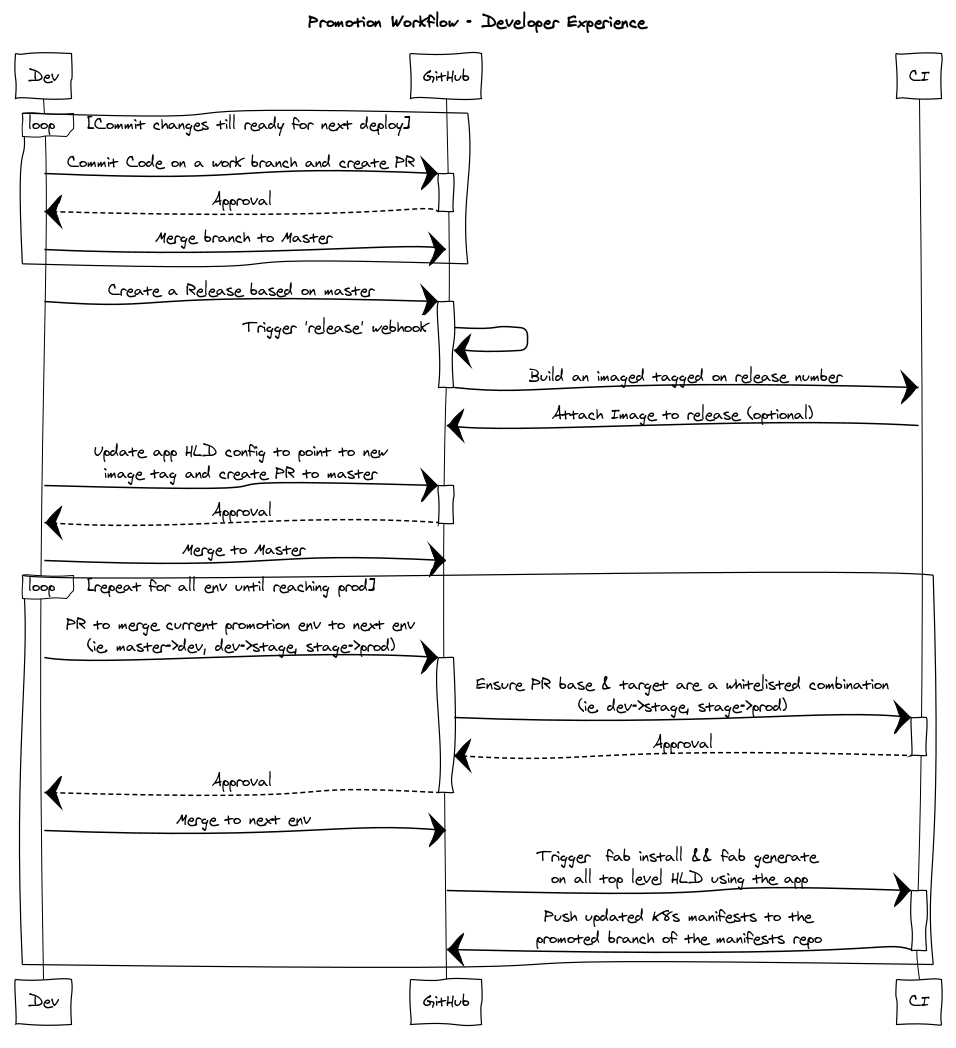 Promotion Workflow - Developer Experience
Dev
GitHub
CI
loop
[Commit changes till ready for next deploy]
Commit Code on a work branch and create PR
Approval
Merge branch to Master
Create a Release based on master
Trigger 'release' webhook
Build an imaged tagged on release number
Attach Image to release (optional)
Update app HLD config to point to new
image tag and create PR to master
Approval
Merge to Master
loop
[repeat for all env until reaching prod]
PR to merge current promotion env to next env
(ie. master->dev, dev->stage, stage->prod)
Ensure PR base & target are a whitelisted combination
(ie. dev->stage, stage->prod)
Approval
Approval
Merge to next env
Trigger fab install && fab generate
on all top level HLD using the app
Push updated K8s manifests to the
promoted branch of the manifests repo
Dev
GitHub
CI